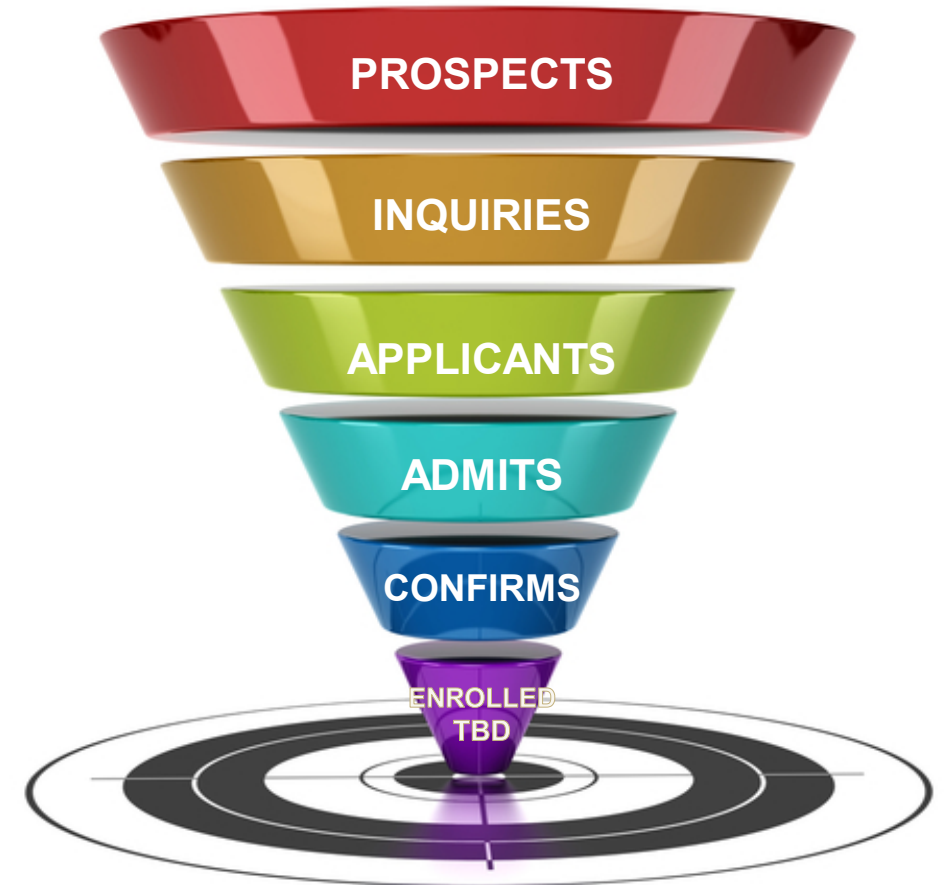 PROSPECTS
INQUIRIES
APPLICANTS
ADMITS
CONFIRMS
ENROLLED
TBD